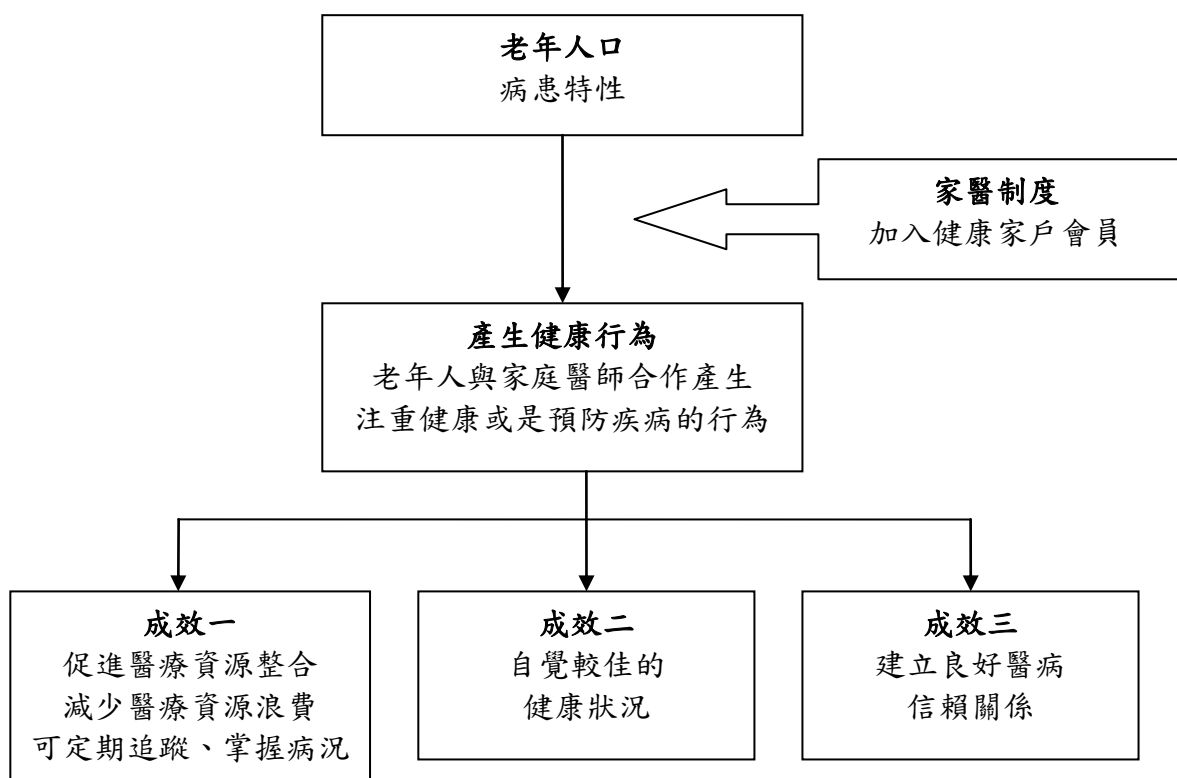 老年人口
病患特性
家醫制度
加入健康家戶會員
產生健康行為
老年人與家庭醫師合作產生
注重健康或是預防疾病的行為
成效一
促進醫療資源整合
減少醫療資源浪費
可定期追蹤、掌握病況
成效二
自覺較佳的
健康狀況
成效三
建立良好醫病
信賴關係